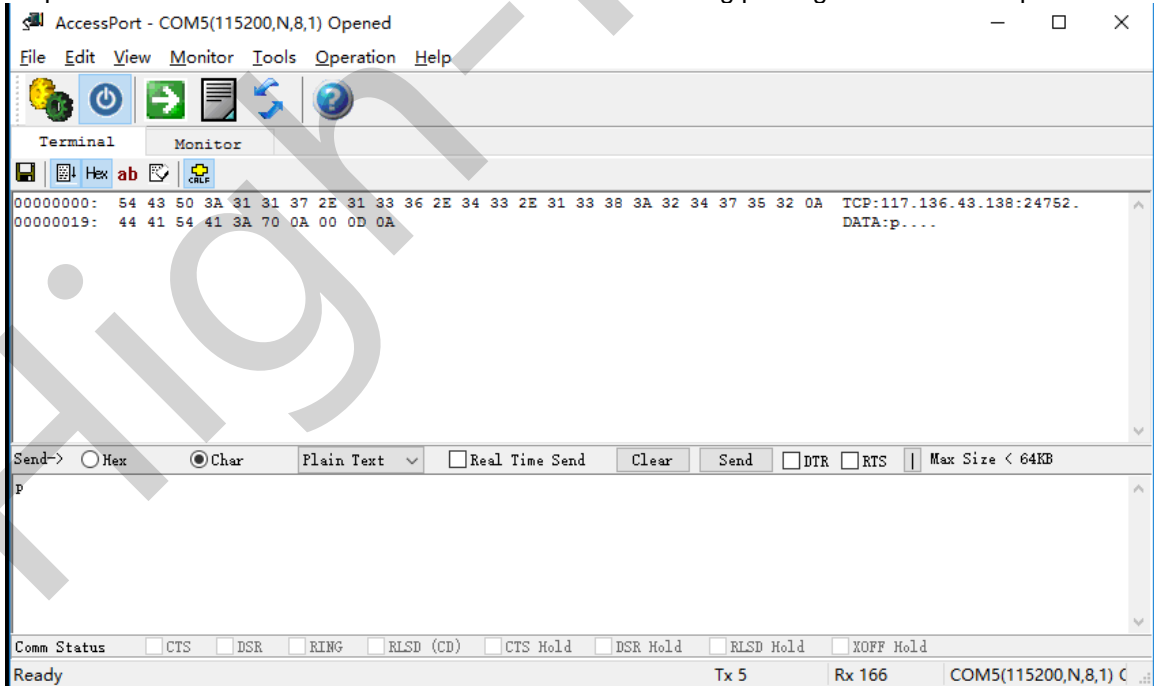 AccessPort - COM5(115200,N,8,1) Opened
File Edit View Monitor Tools Operation Help
Terminal Monitor
Hex ab CRLF
00000000: 54 43 50 3A 31 31 37 2E 31 33 36 2E 34 33 2E 31 33 38 3A 32 34 37 35 32 0A TCP:117.136.43.138:24752.
00000019: 44 41 54 41 3A 70 0A 00 0D 0A DATA:p....
Send-> Hex Char Plain Text Real Time Send Clear Send DTR RTS | Max Size < 64KB
p
Comm Status CTS DSR RING RLSD (CD) CTS Hold DSR Hold RLSD Hold XOFF Hold
Ready Tx 5 Rx 166 COM5(115200,N,8,1)
High-